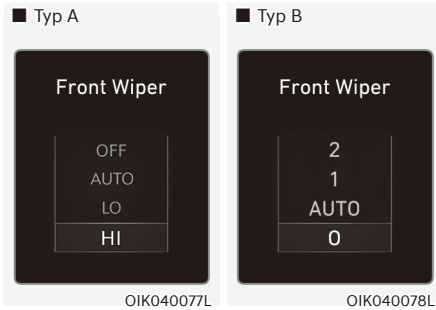 ■ Typ A
Front Wiper
OFF
AUTO
LO
HI
OIK040077L
■ Typ B
Front Wiper
2
1
AUTO
0
OIK040078L